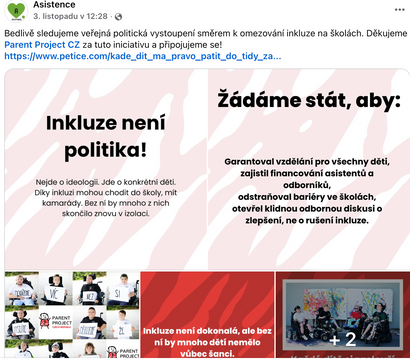 Asistence
3. listopadu v 12:28 ·
Bedlivě sledujeme veřejná politická vystoupení směrem k omezování inkluze na školách. Děkujeme
Parent Project CZ za tuto iniciativu a připojujeme se!
https://www.petice.com/kade_dit_ma_pravo_patit_do_tidy_za...
Inkluze není
politika!
Nejde o ideologii. Jde o konkrétní děti.
Díky inkluzi mohou chodit do školy, mít
kamarády. Bez ní by mnoho z nich
skončilo znovu v izolaci.
Žádáme stát, aby:
Garantoval vzdělání pro všechny děti,
zajistil financování asistentů a
odborníků,
odstraňoval bariéry ve školách,
otevřel klidnou odbornou diskusi o
zlepšení, ne o rušení inkluze.
PARENT
PROJECT
PARENT
Inkluze není dokonalá, ale bez
ní by mnoho dětí nemělo
vůbec šanci.
+ 2